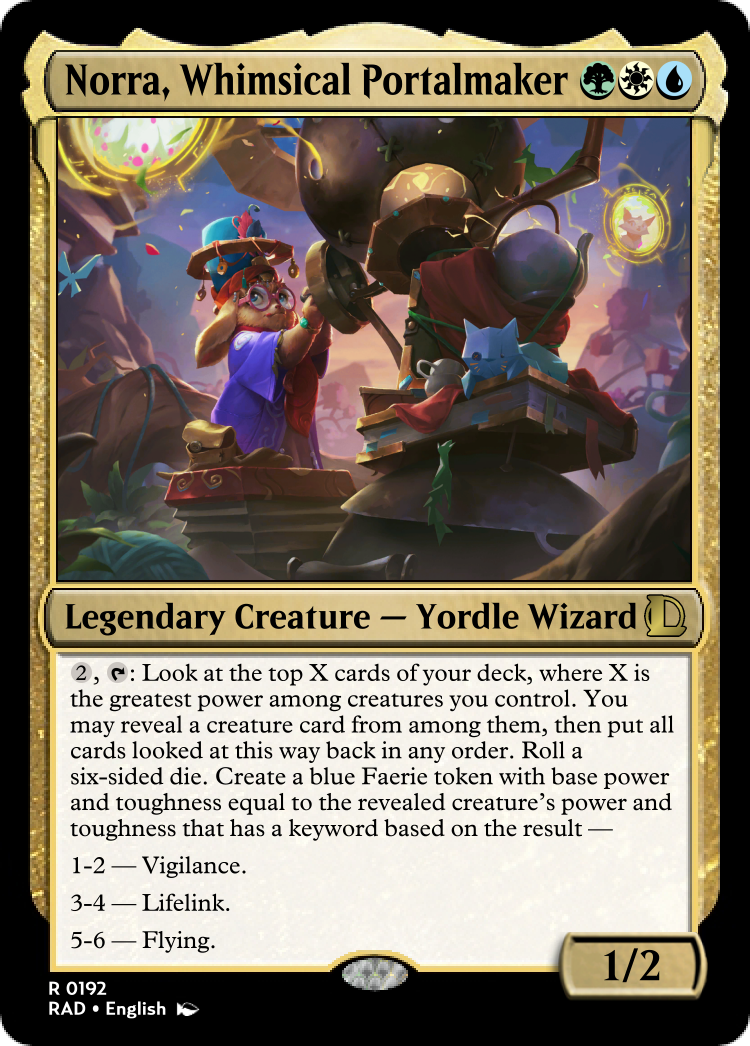 Norra, Whimsical Portalmaker
Legendary Creature — Yordle Wizard
2, : Look at the top X cards of your deck, where X is
the greatest power among creatures you control. You
may reveal a creature card from among them, then put all
cards looked at this way back in any order. Roll a
six-sided die. Create a blue Faerie token with base power
and toughness equal to the revealed creature’s power and
toughness that has a keyword based on the result —
1-2 — Vigilance.
3-4 — Lifelink.
5-6 — Flying.
1/2
R 0192
RAD • English